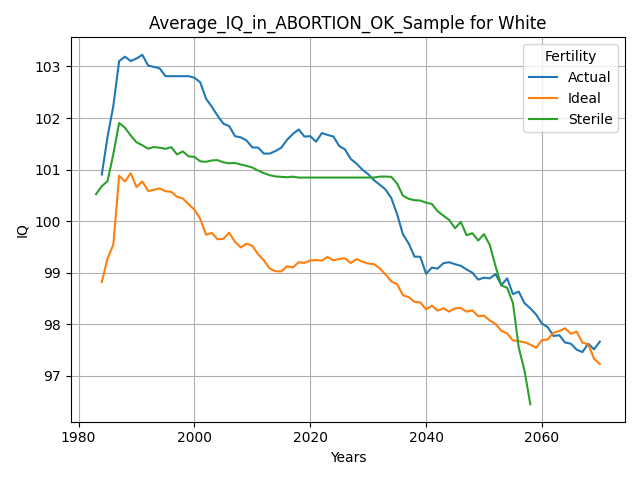 Average_IQ_in_ABORTION_OK_Sample for White
IQ
103
102
101
100
99
98
97
Fertility
Actual
Ideal
Sterile
1980
2000
2020
2040
2060
Years